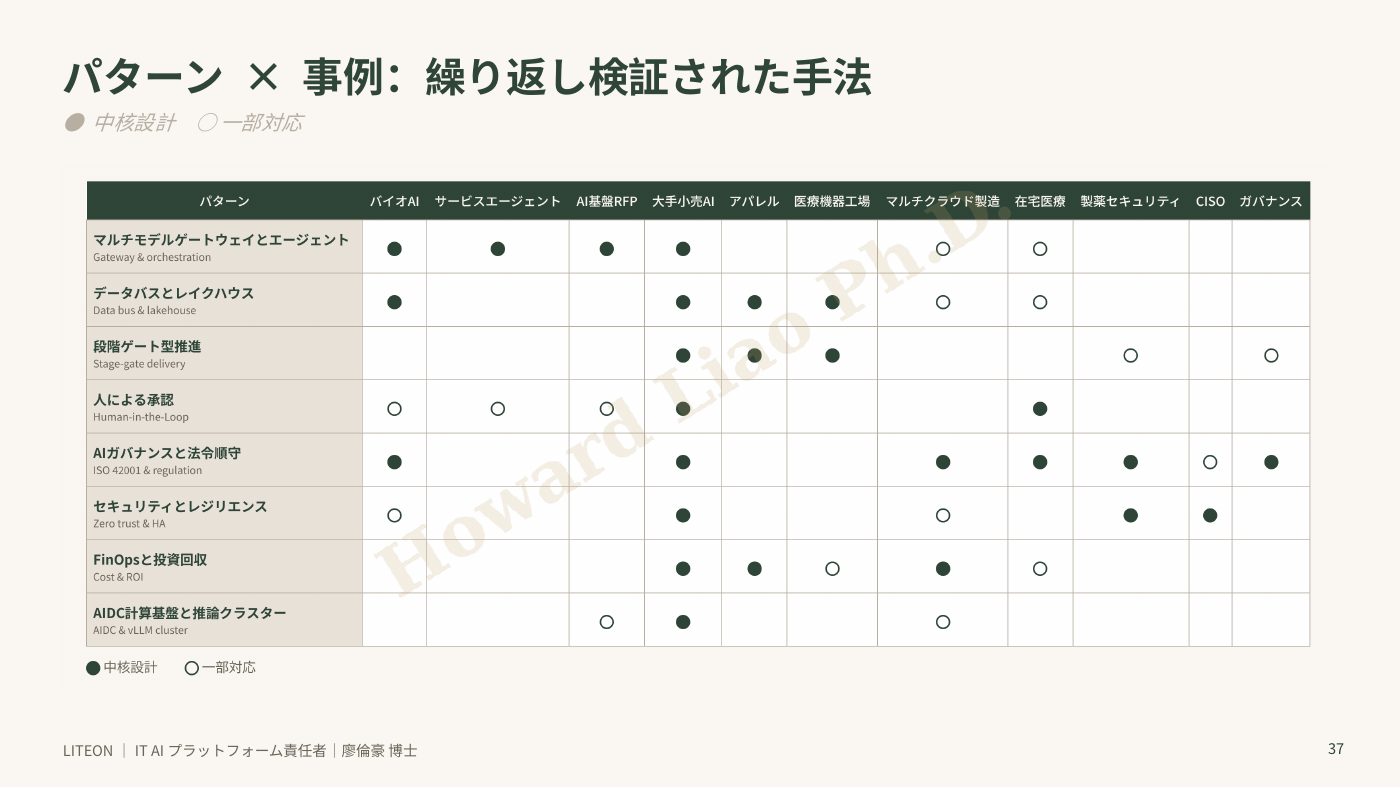 パターン × 事例：繰り返し検証された手法
● 中核設計 ○ 一部対応
パターン バイオAI サービスエージェント AI基盤RFP 大手小売AI アパレル 医療機器工場 マルチクラウド製造 在宅医療 製薬セキュリティ CISO ガバナンス
マルチモデルゲートウェイとエージェント ● ● ● ● ○ ○
Gateway & orchestration
データバスとレイクハウス ● ● ● ● ○ ○
Data bus & lakehouse
段階ゲート型推進 ● ● ● ○ ○
Stage-gate delivery
人による承認 ○ ○ ○ ● ●
Human-in-the-Loop
AIガバナンスと法令順守 ● ● ● ● ● ○ ●
ISO 42001 & regulation
セキュリティとレジリエンス ○ ● ○ ● ●
Zero trust & HA
FinOpsと投資回収 ● ● ○ ● ○
Cost & ROI
AIDC計算基盤と推論クラスター ○ ● ○
AIDC & vLLM cluster
● 中核設計 ○ 一部対応
Howard Liao Ph.D.
LITEON ｜ IT AI プラットフォーム責任者｜廖倫豪 博士
37